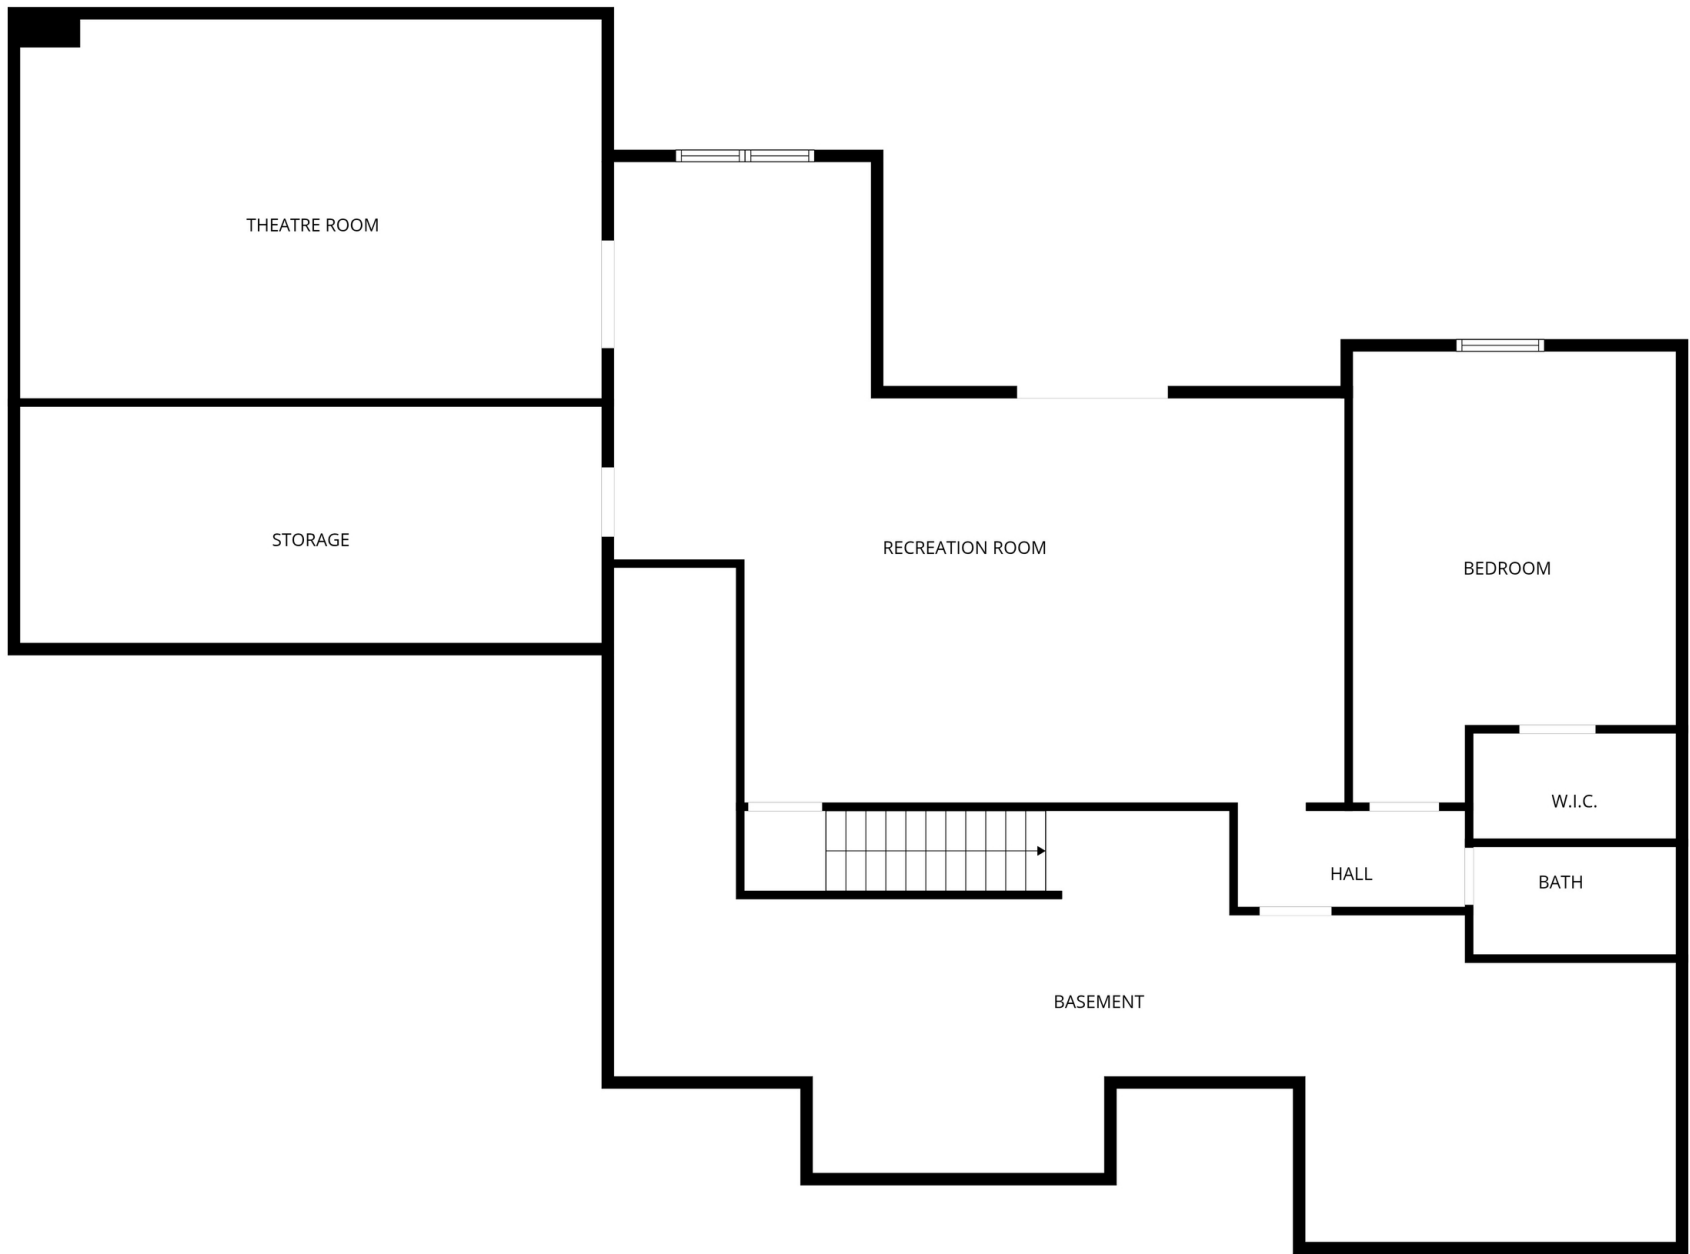 THEATRE ROOM
STORAGE
RECREATION ROOM
BEDROOM
W.I.C.
HALL
BATH
BASEMENT